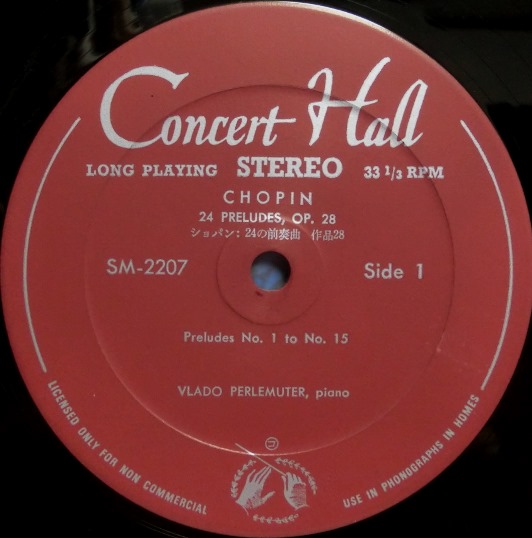 Concert Hall
LONG PLAYING STEREO 33 1/3 RPM
CHOPIN
24 PRELUDES, OP. 28
ショパン: 24の前奏曲 作品28
SM-2207 Side 1
Preludes No. 1 to No. 15
VLADO PERLEMUTER, piano
LICENSED ONLY FOR NON COMMERCIAL
USE IN PHONOGRAPHS IN HOMES